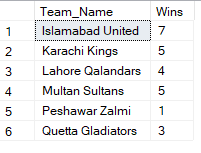 Team_Name Wins
1 Islamabad United 7
2 Karachi Kings 5
3 Lahore Qalandars 4
4 Multan Sultans 5
5 Peshawar Zalmi 1
6 Quetta Gladiators 3